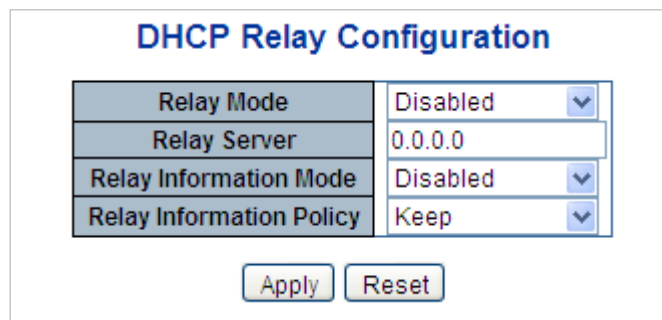 DHCP Relay Configuration
Relay Mode Disabled
Relay Server 0.0.0.0
Relay Information Mode Disabled
Relay Information Policy Keep
Apply Reset